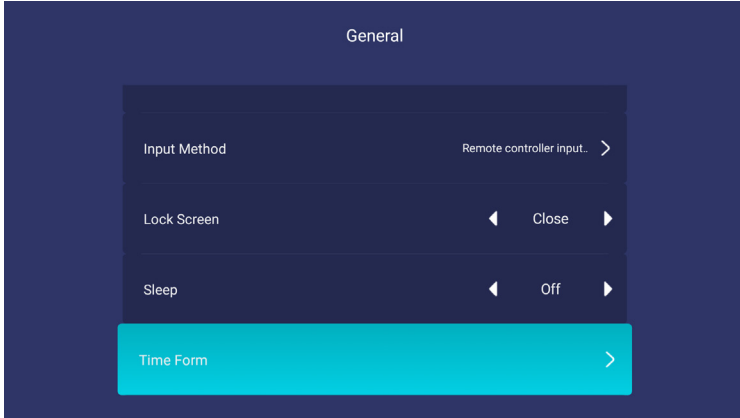 General
Input Method Remote controller input..
Lock Screen Close
Sleep Off
Time Form